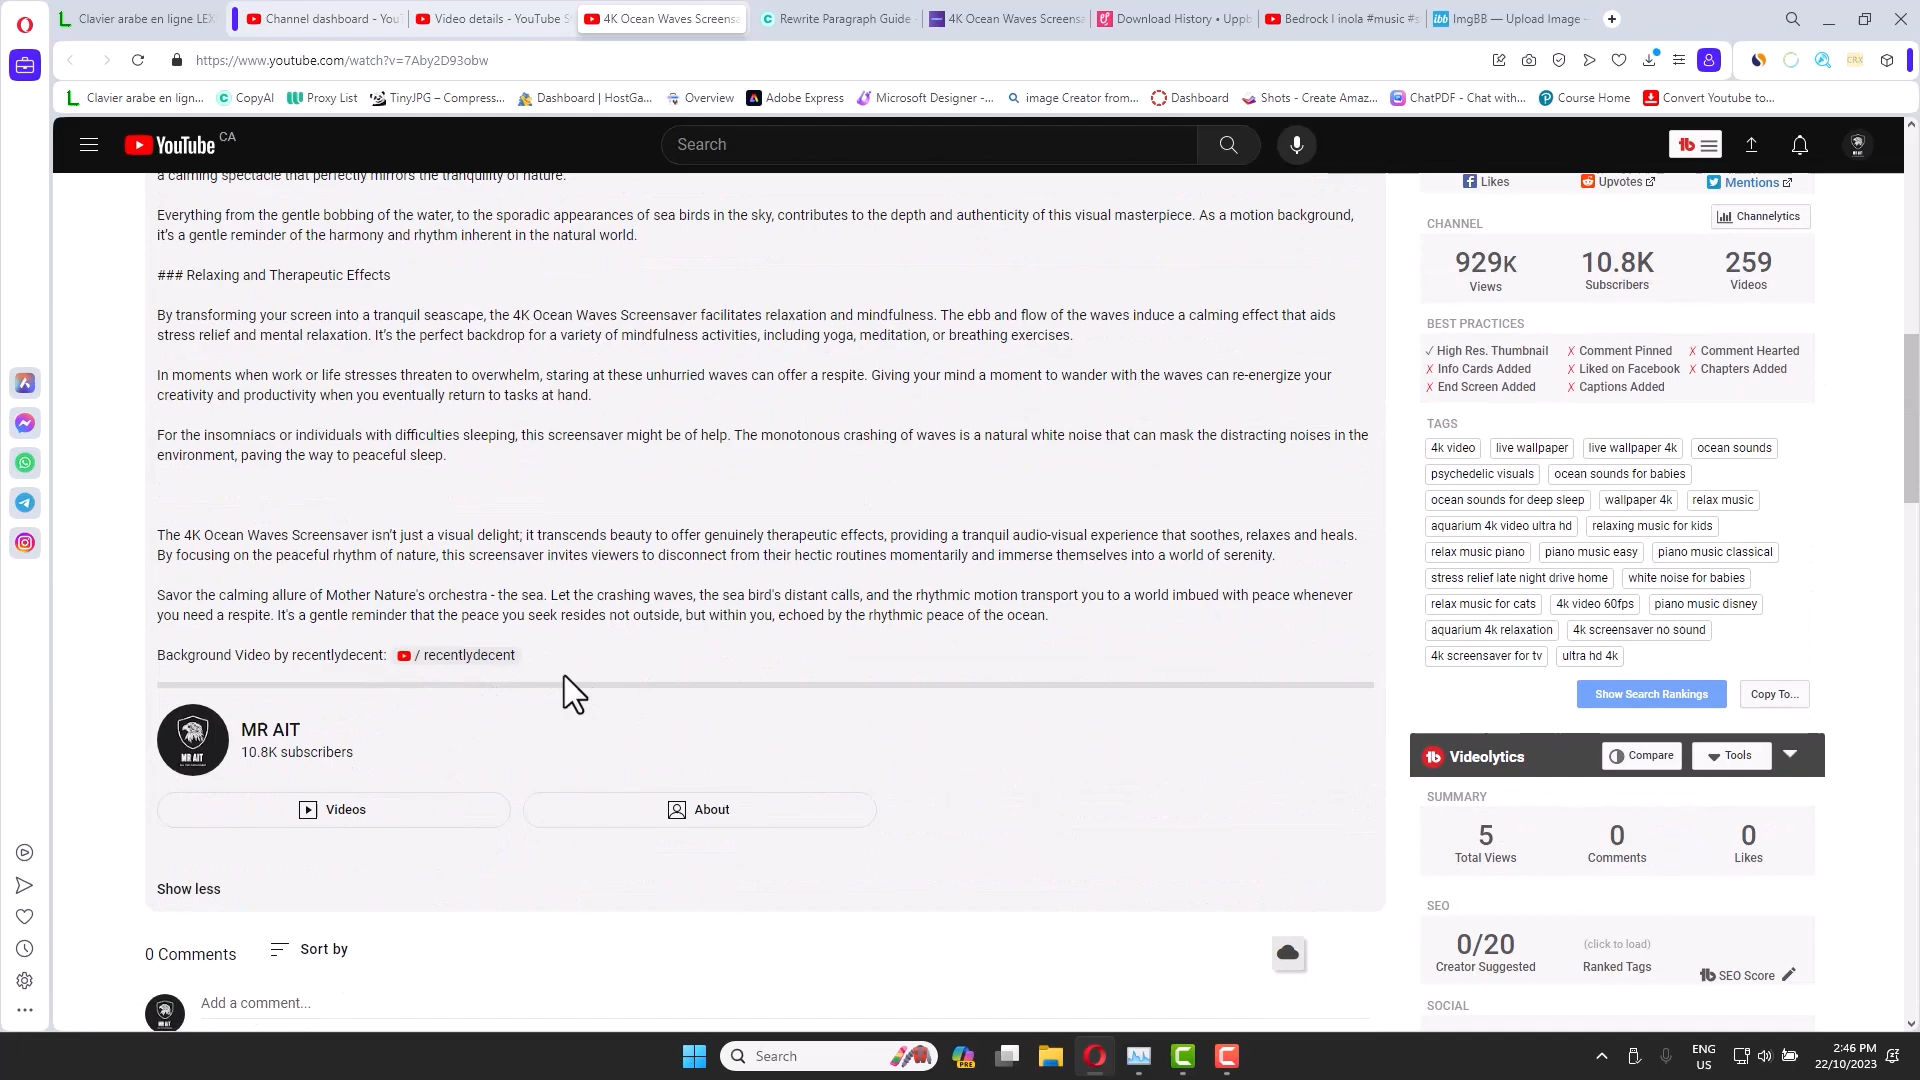 Clavier arabe en ligne LEX
Channel dashboard - YouT
Video details - YouTube S
4K Ocean Waves Screensa
Rewrite Paragraph Guide -
4K Ocean Waves Screensa
Download History • Uppb
Bedrock I inola #music #s
ImgBB — Upload Image -
https://www.youtube.com/watch?v=7Aby2D93obw
CRX
Clavier arabe en lign...
CopyAI
Proxy List
TinyJPG – Compress...
Dashboard | HostGa...
Overview
Adobe Express
Microsoft Designer -...
image Creator from...
Dashboard
Shots - Create Amaz...
ChatPDF - Chat with...
Course Home
Convert Youtube to...
YouTube CA
Search
a calming spectacle that perfectly mirrors the tranquility of nature.
Everything from the gentle bobbing of the water, to the sporadic appearances of sea birds in the sky, contributes to the depth and authenticity of this visual masterpiece. As a motion background,
it's a gentle reminder of the harmony and rhythm inherent in the natural world.
### Relaxing and Therapeutic Effects
By transforming your screen into a tranquil seascape, the 4K Ocean Waves Screensaver facilitates relaxation and mindfulness. The ebb and flow of the waves induce a calming effect that aids
stress relief and mental relaxation. It's the perfect backdrop for a variety of mindfulness activities, including yoga, meditation, or breathing exercises.
In moments when work or life stresses threaten to overwhelm, staring at these unhurried waves can offer a respite. Giving your mind a moment to wander with the waves can re-energize your
creativity and productivity when you eventually return to tasks at hand.
For the insomniacs or individuals with difficulties sleeping, this screensaver might be of help. The monotonous crashing of waves is a natural white noise that can mask the distracting noises in the
environment, paving the way to peaceful sleep.
The 4K Ocean Waves Screensaver isn't just a visual delight; it transcends beauty to offer genuinely therapeutic effects, providing a tranquil audio-visual experience that soothes, relaxes and heals.
By focusing on the peaceful rhythm of nature, this screensaver invites viewers to disconnect from their hectic routines momentarily and immerse themselves into a world of serenity.
Savor the calming allure of Mother Nature's orchestra - the sea. Let the crashing waves, the sea bird's distant calls, and the rhythmic motion transport you to a world imbued with peace whenever
you need a respite. It's a gentle reminder that the peace you seek resides not outside, but within you, echoed by the rhythmic peace of the ocean.
Background Video by recentlydecent: / recentlydecent
MR AIT
MR AIT
10.8K subscribers
Videos
About
Show less
0 Comments
Sort by
Add a comment...
Likes
Upvotes
Mentions
CHANNEL
Channelytics
929K
10.8K
259
Views
Subscribers
Videos
BEST PRACTICES
✓ High Res. Thumbnail
✗ Comment Pinned
✗ Comment Hearted
✗ Info Cards Added
✗ Liked on Facebook
✗ Chapters Added
✗ End Screen Added
✗ Captions Added
TAGS
4k video
live wallpaper
live wallpaper 4k
ocean sounds
psychedelic visuals
ocean sounds for babies
ocean sounds for deep sleep
wallpaper 4k
relax music
aquarium 4k video ultra hd
relaxing music for kids
relax music piano
piano music easy
piano music classical
stress relief late night drive home
white noise for babies
relax music for cats
4k video 60fps
piano music disney
aquarium 4k relaxation
4k screensaver no sound
4k screensaver for tv
ultra hd 4k
Show Search Rankings
Copy To...
Videolytics
Compare
Tools
SUMMARY
5
0
0
Total Views
Comments
Likes
SEO
0/20
(click to load)
Creator Suggested
Ranked Tags
SEO Score
SOCIAL
Search
PRE
ENG
US
2:46 PM
22/10/2023